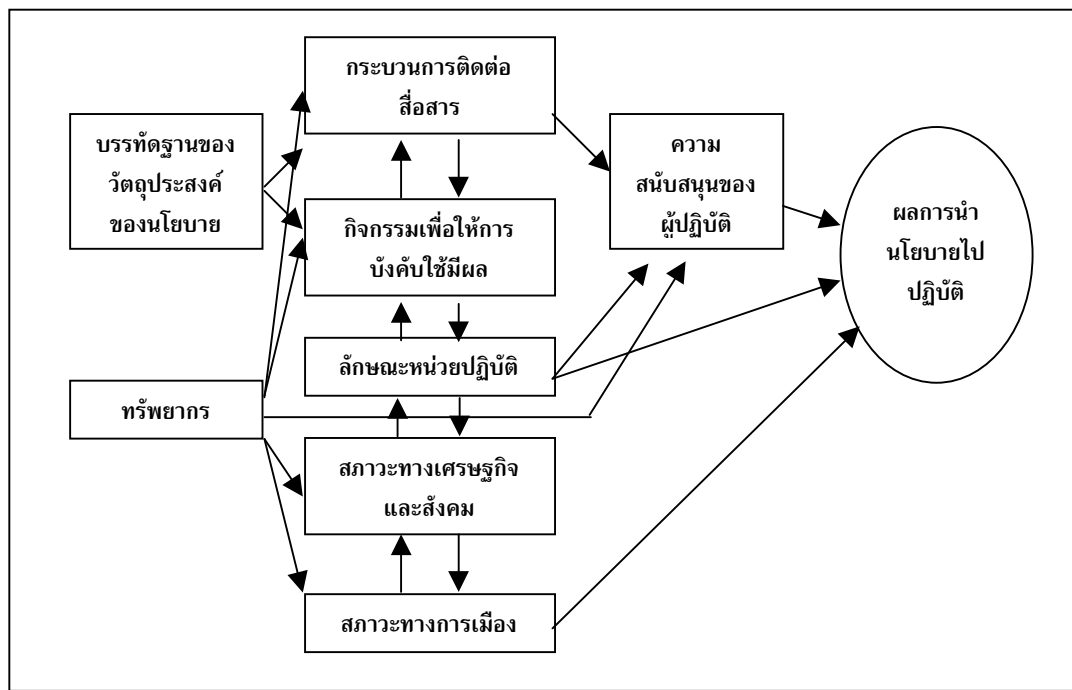 กระบวนการติดต่อ
สื่อสาร
บรรทัดฐานของ
วัตถุประสงค์
ของนโยบาย
ความ
สนับสนุนของ
ผู้ปฏิบัติ
กิจกรรมเพื่อให้การ
บังคับใช้มีผล
ผลการนำ
นโยบายไป
ปฏิบัติ
ลักษณะหน่วยปฏิบัติ
ทรัพยากร
สภาวะทางเศรษฐกิจ
และสังคม
สภาวะทางการเมือง